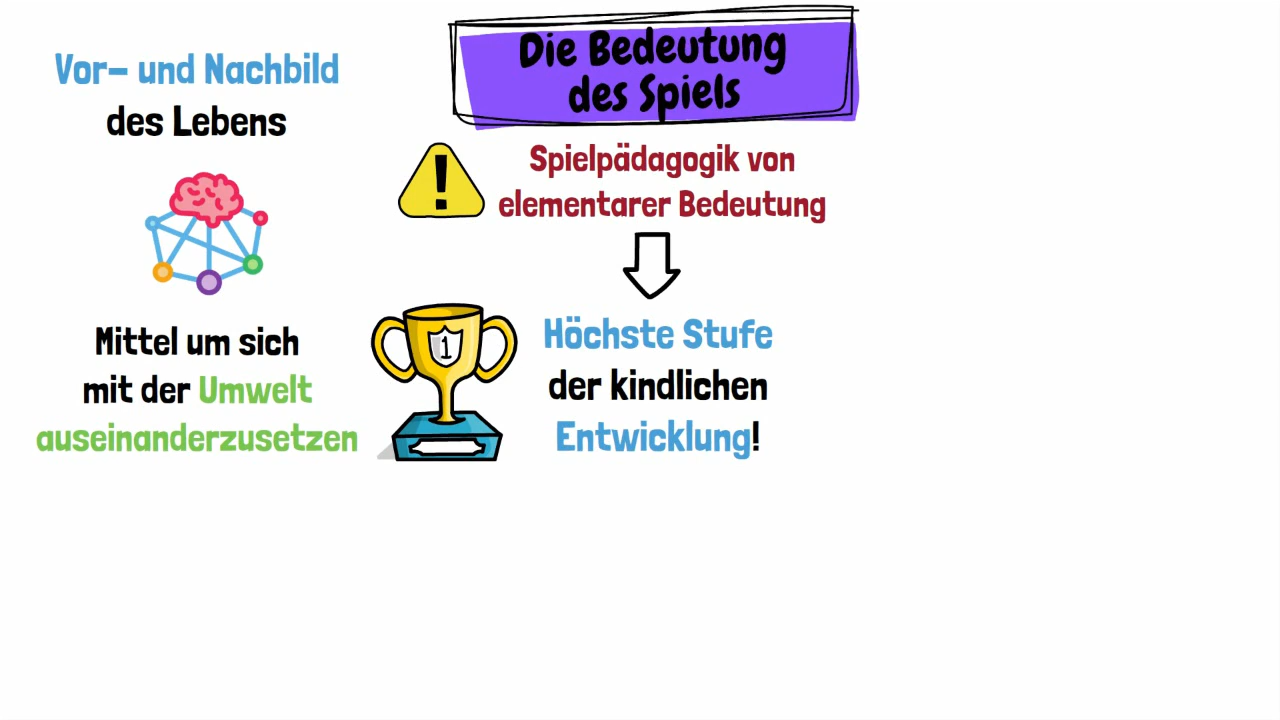 Die Bedeutung
des Spiels
Vor- und Nachbild
des Lebens
Mittel um sich
mit der Umwelt
auseinanderzusetzen
Spielpädagogik von
elementarer Bedeutung
1
Höchste Stufe
der kindlichen
Entwicklung!